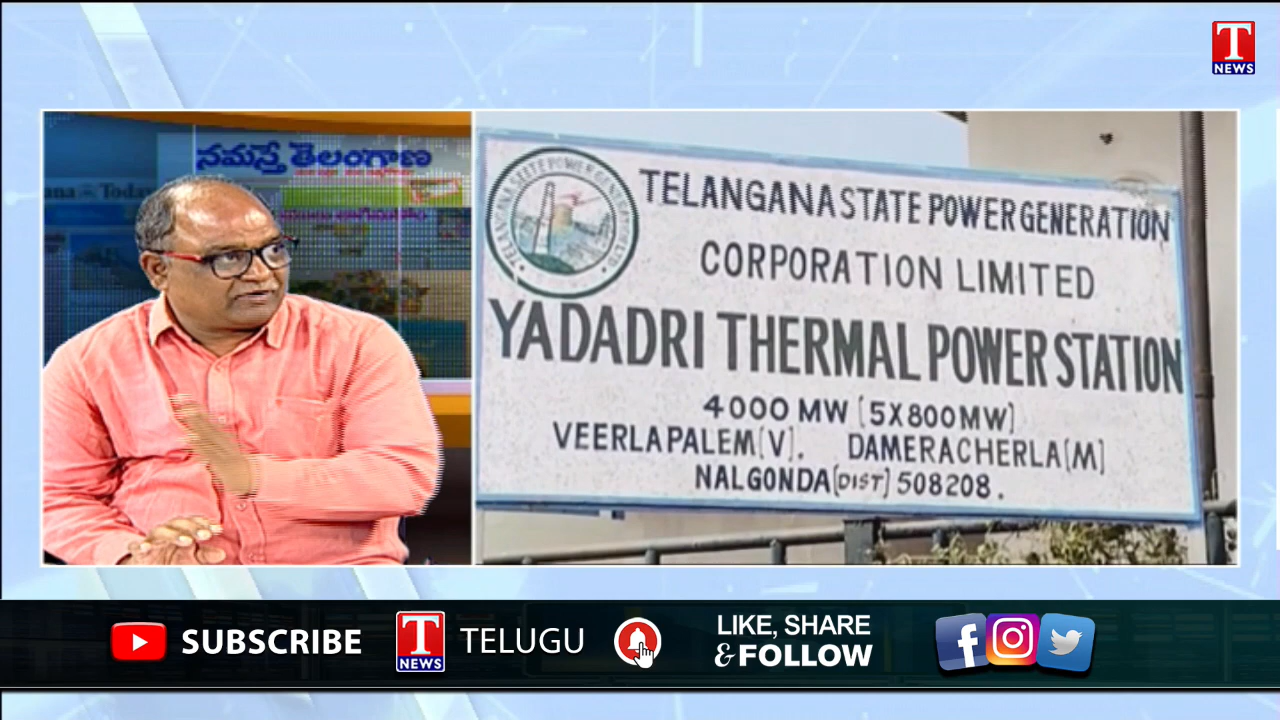 T
NEWS
నమస్తే తెలంగాణ
Today
TELANGANA STATE POWER GENERATION
CORPORATION LIMITED
YADADRI THERMAL POWER STATION
4000 MW [5X800MW]
VEERLAPALEM[V]. DAMERACHERLA[M]
NALGONDA[DIST] 508208.
SUBSCRIBE
T
NEWS
TELUGU
LIKE, SHARE
& FOLLOW